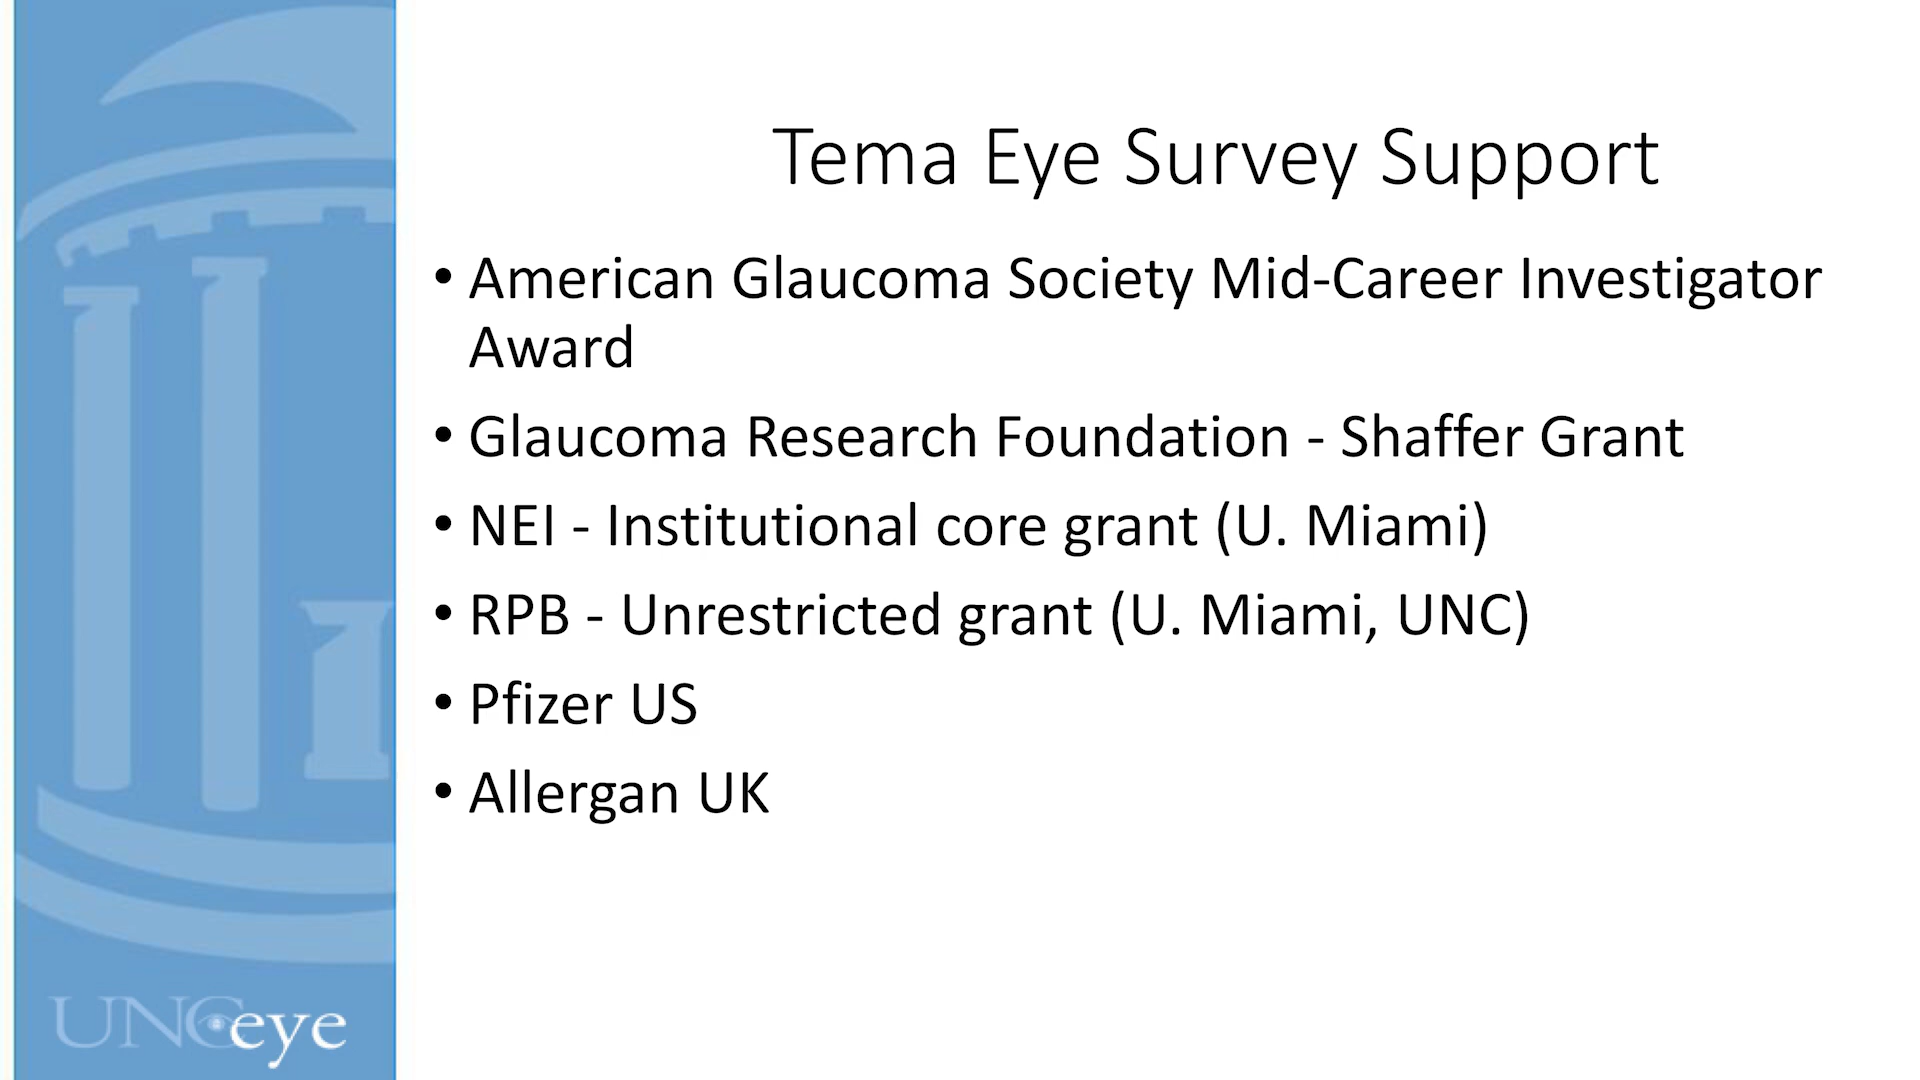 Tema Eye Survey Support
• American Glaucoma Society Mid-Career Investigator
Award
• Glaucoma Research Foundation - Shaffer Grant
• NEI - Institutional core grant (U. Miami)
• RPB - Unrestricted grant (U. Miami, UNC)
• Pfizer US
• Allergan UK
UNCeye